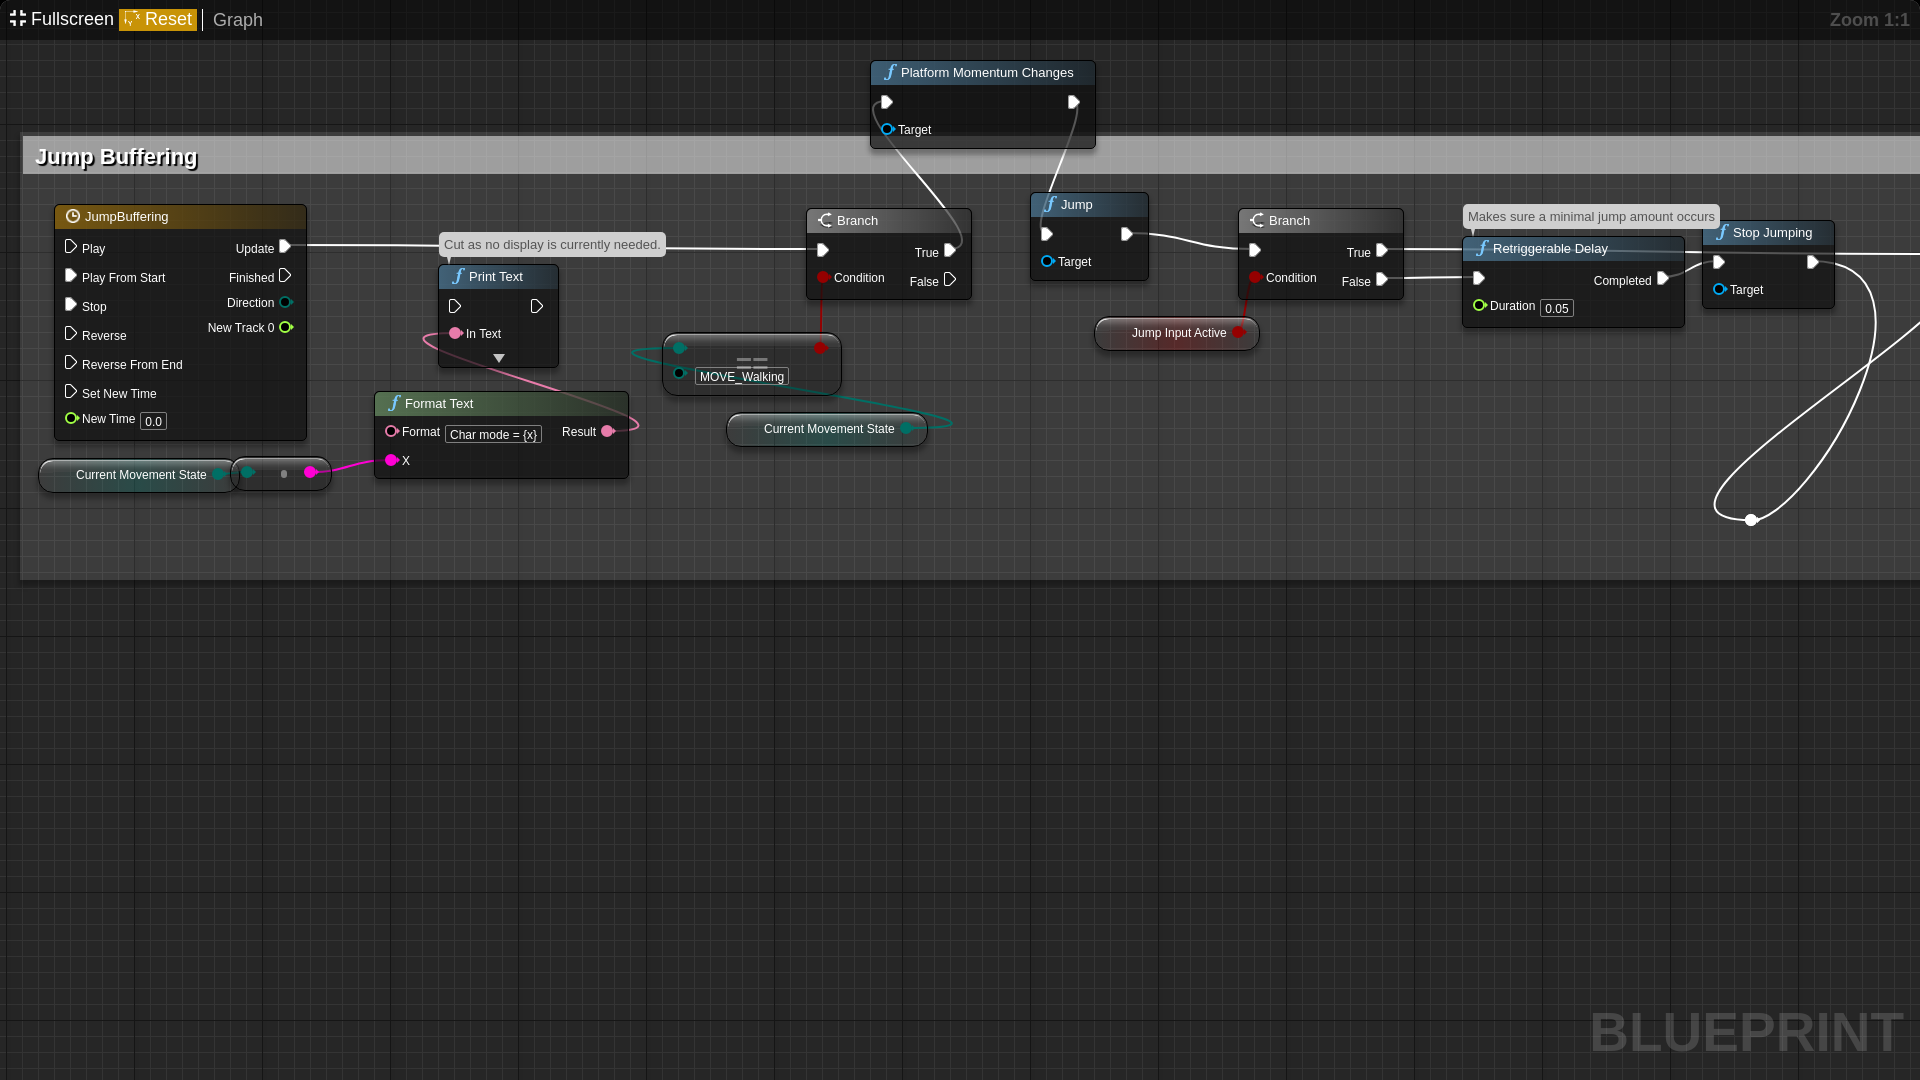 Fullscreen Reset Graph Zoom 1:1
Platform Momentum Changes
Target
Jump Buffering
JumpBuffering
Play Update
Play From Start Finished
Stop Direction
New Track 0
Reverse
Reverse From End
Set New Time
New Time 0.0
Cut as no display is currently needed.
Print Text
In Text
Format Text
Format Char mode = {x} Result
X
Current Movement State
Branch
True
Condition
False
MOVE_Walking
Current Movement State
Jump
Target
Branch
True
Condition
False
Jump Input Active
Makes sure a minimal jump amount occurs
Retriggerable Delay
Completed
Duration 0.05
Stop Jumping
Target
BLUEPRINT